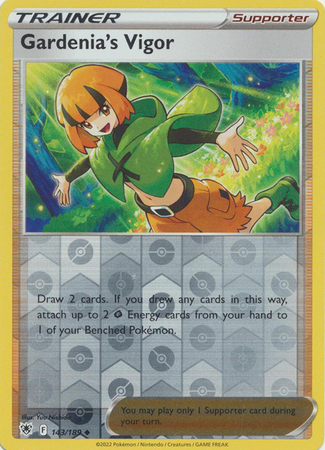 TRAINER Supporter
Gardenia's Vigor
Draw 2 cards. If you drew any cards in this way,
attach up to 2 Energy cards from your hand to
1 of your Benched Pokémon.
Illus. Yuu
F 143/189
You may play only 1 Supporter card during
your turn.
©2022 Pokémon / Nintendo / Creatures / GAME FREAK